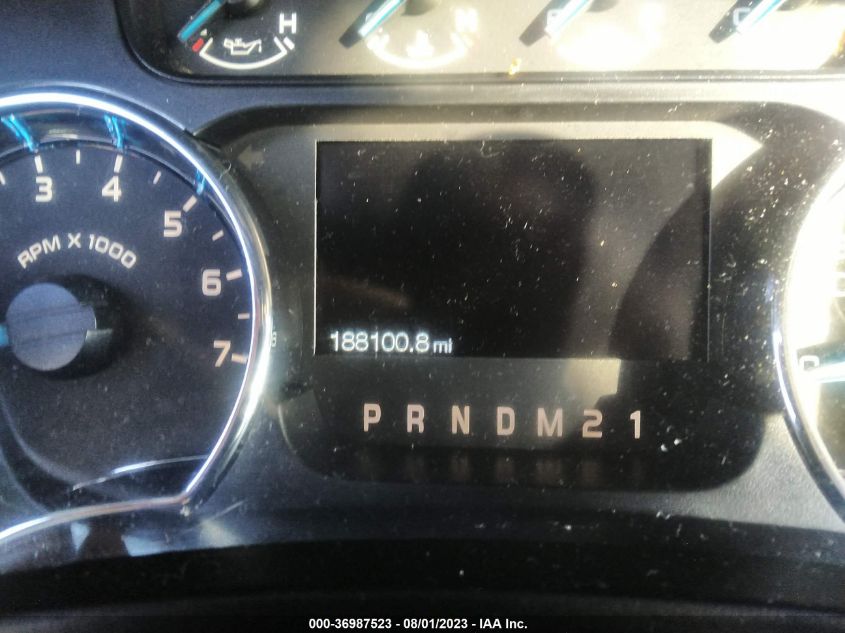 H
3 4 5 6 7
RPM X 1000
188100.8 mi
P R N D M 2 1
000-36987523 - 08/01/2023 - IAA Inc.